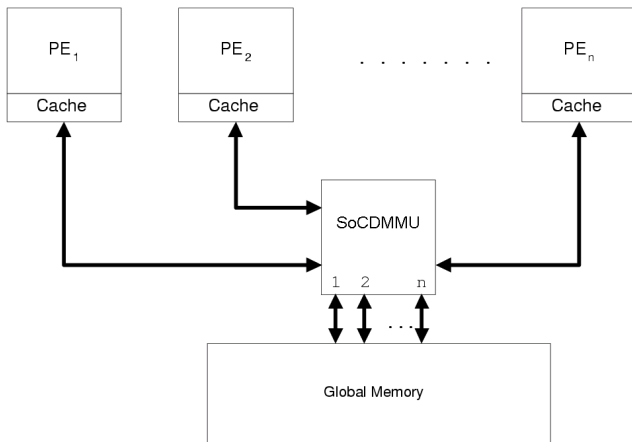 PE1 PE2 . . . . . . . PEn
Cache Cache Cache
SoCDMMU
1 2 n
...
Global Memory